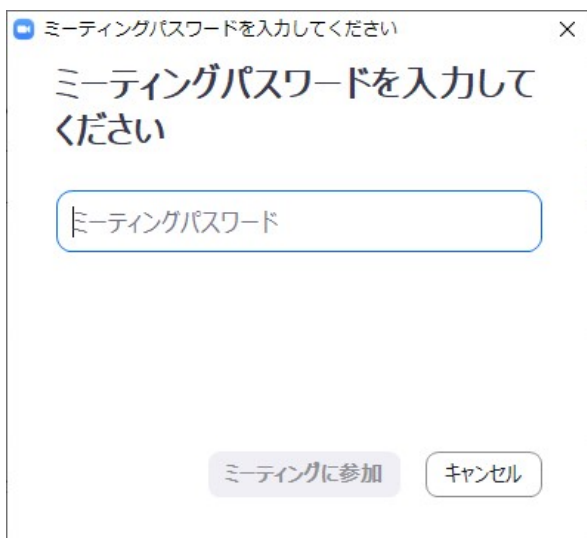 ミーティングパスワードを入力してください
ミーティングパスワードを入力して
ください
ミーティングパスワード
ミーティングに参加
キャンセル